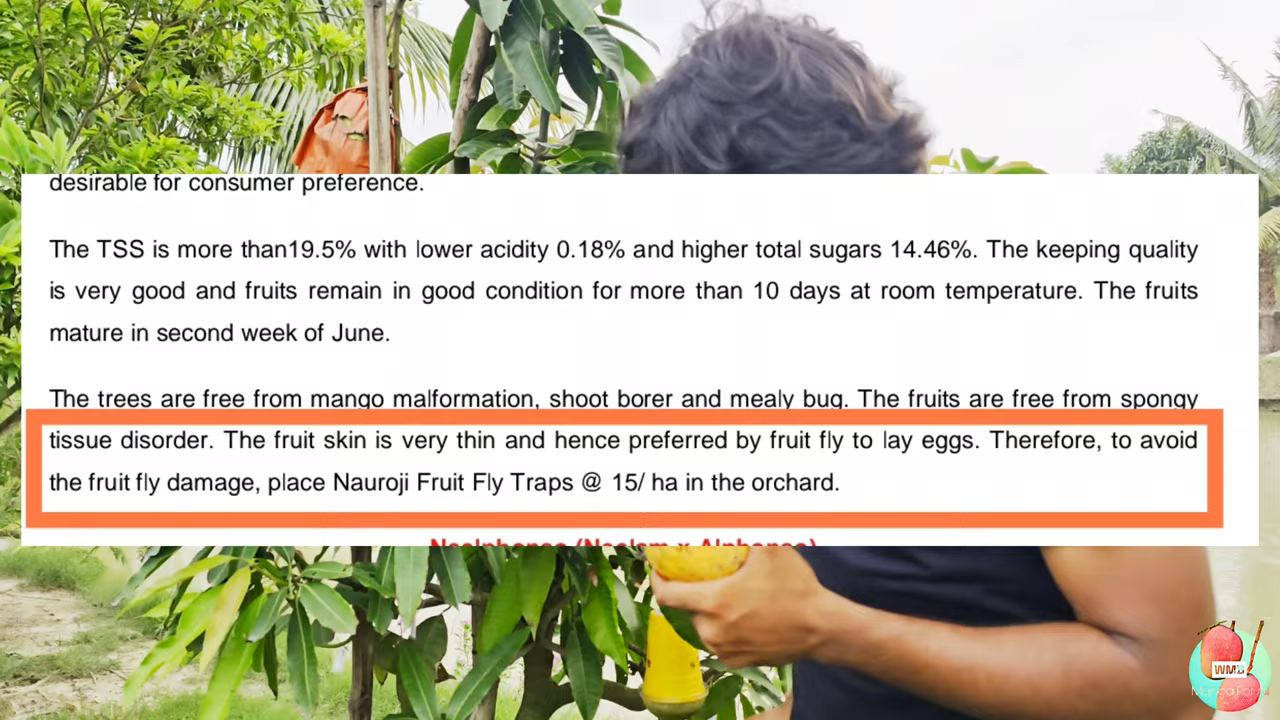 desirable for consumer preference.
The TSS is more than19.5% with lower acidity 0.18% and higher total sugars 14.46%. The keeping quality
is very good and fruits remain in good condition for more than 10 days at room temperature. The fruits
mature in second week of June.
The trees are free from mango malformation, shoot borer and mealy bug. The fruits are free from spongy
tissue disorder. The fruit skin is very thin and hence preferred by fruit fly to lay eggs. Therefore, to avoid
the fruit fly damage, place Nauroji Fruit Fly Traps @ 15/ ha in the orchard.
Neelphonso (Neelam x Alphonso)
WMB